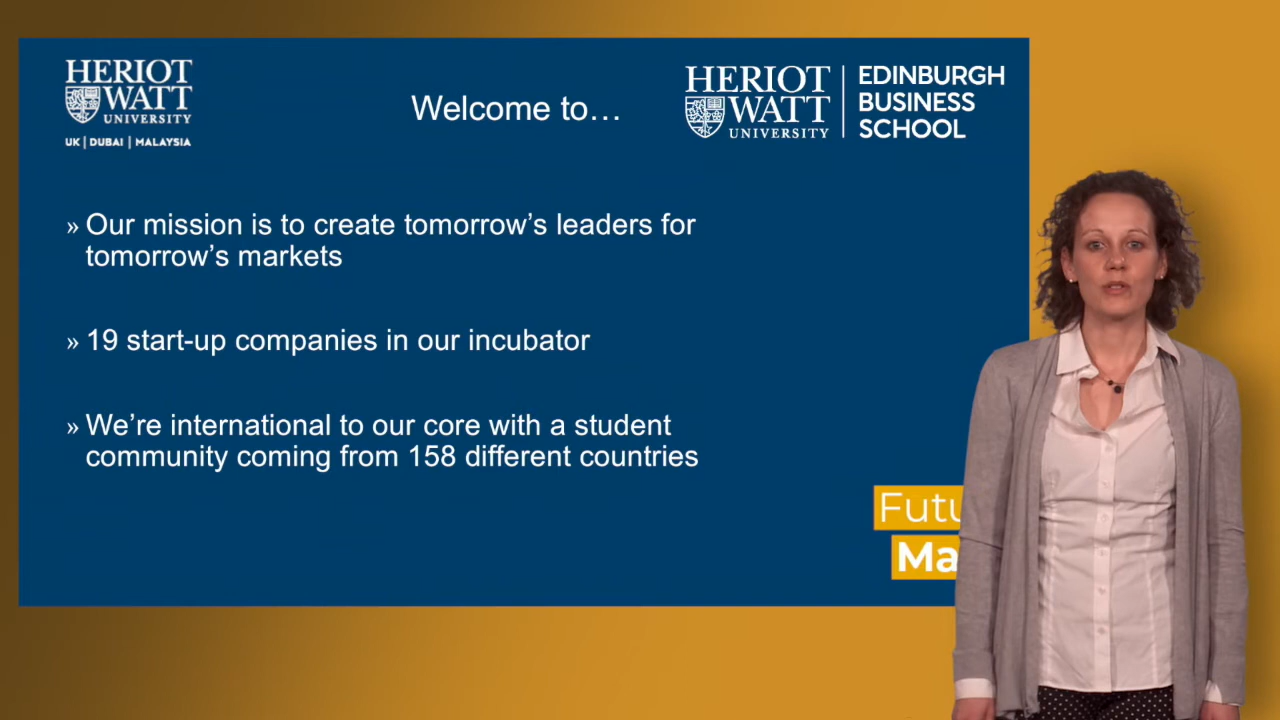 HERIOT
WATT
UNIVERSITY
UK | DUBAI | MALAYSIA
Welcome to…
HERIOT
WATT
UNIVERSITY
EDINBURGH
BUSINESS
SCHOOL
» Our mission is to create tomorrow’s leaders for
tomorrow’s markets
» 19 start-up companies in our incubator
» We’re international to our core with a student
community coming from 158 different countries
Futu
Ma